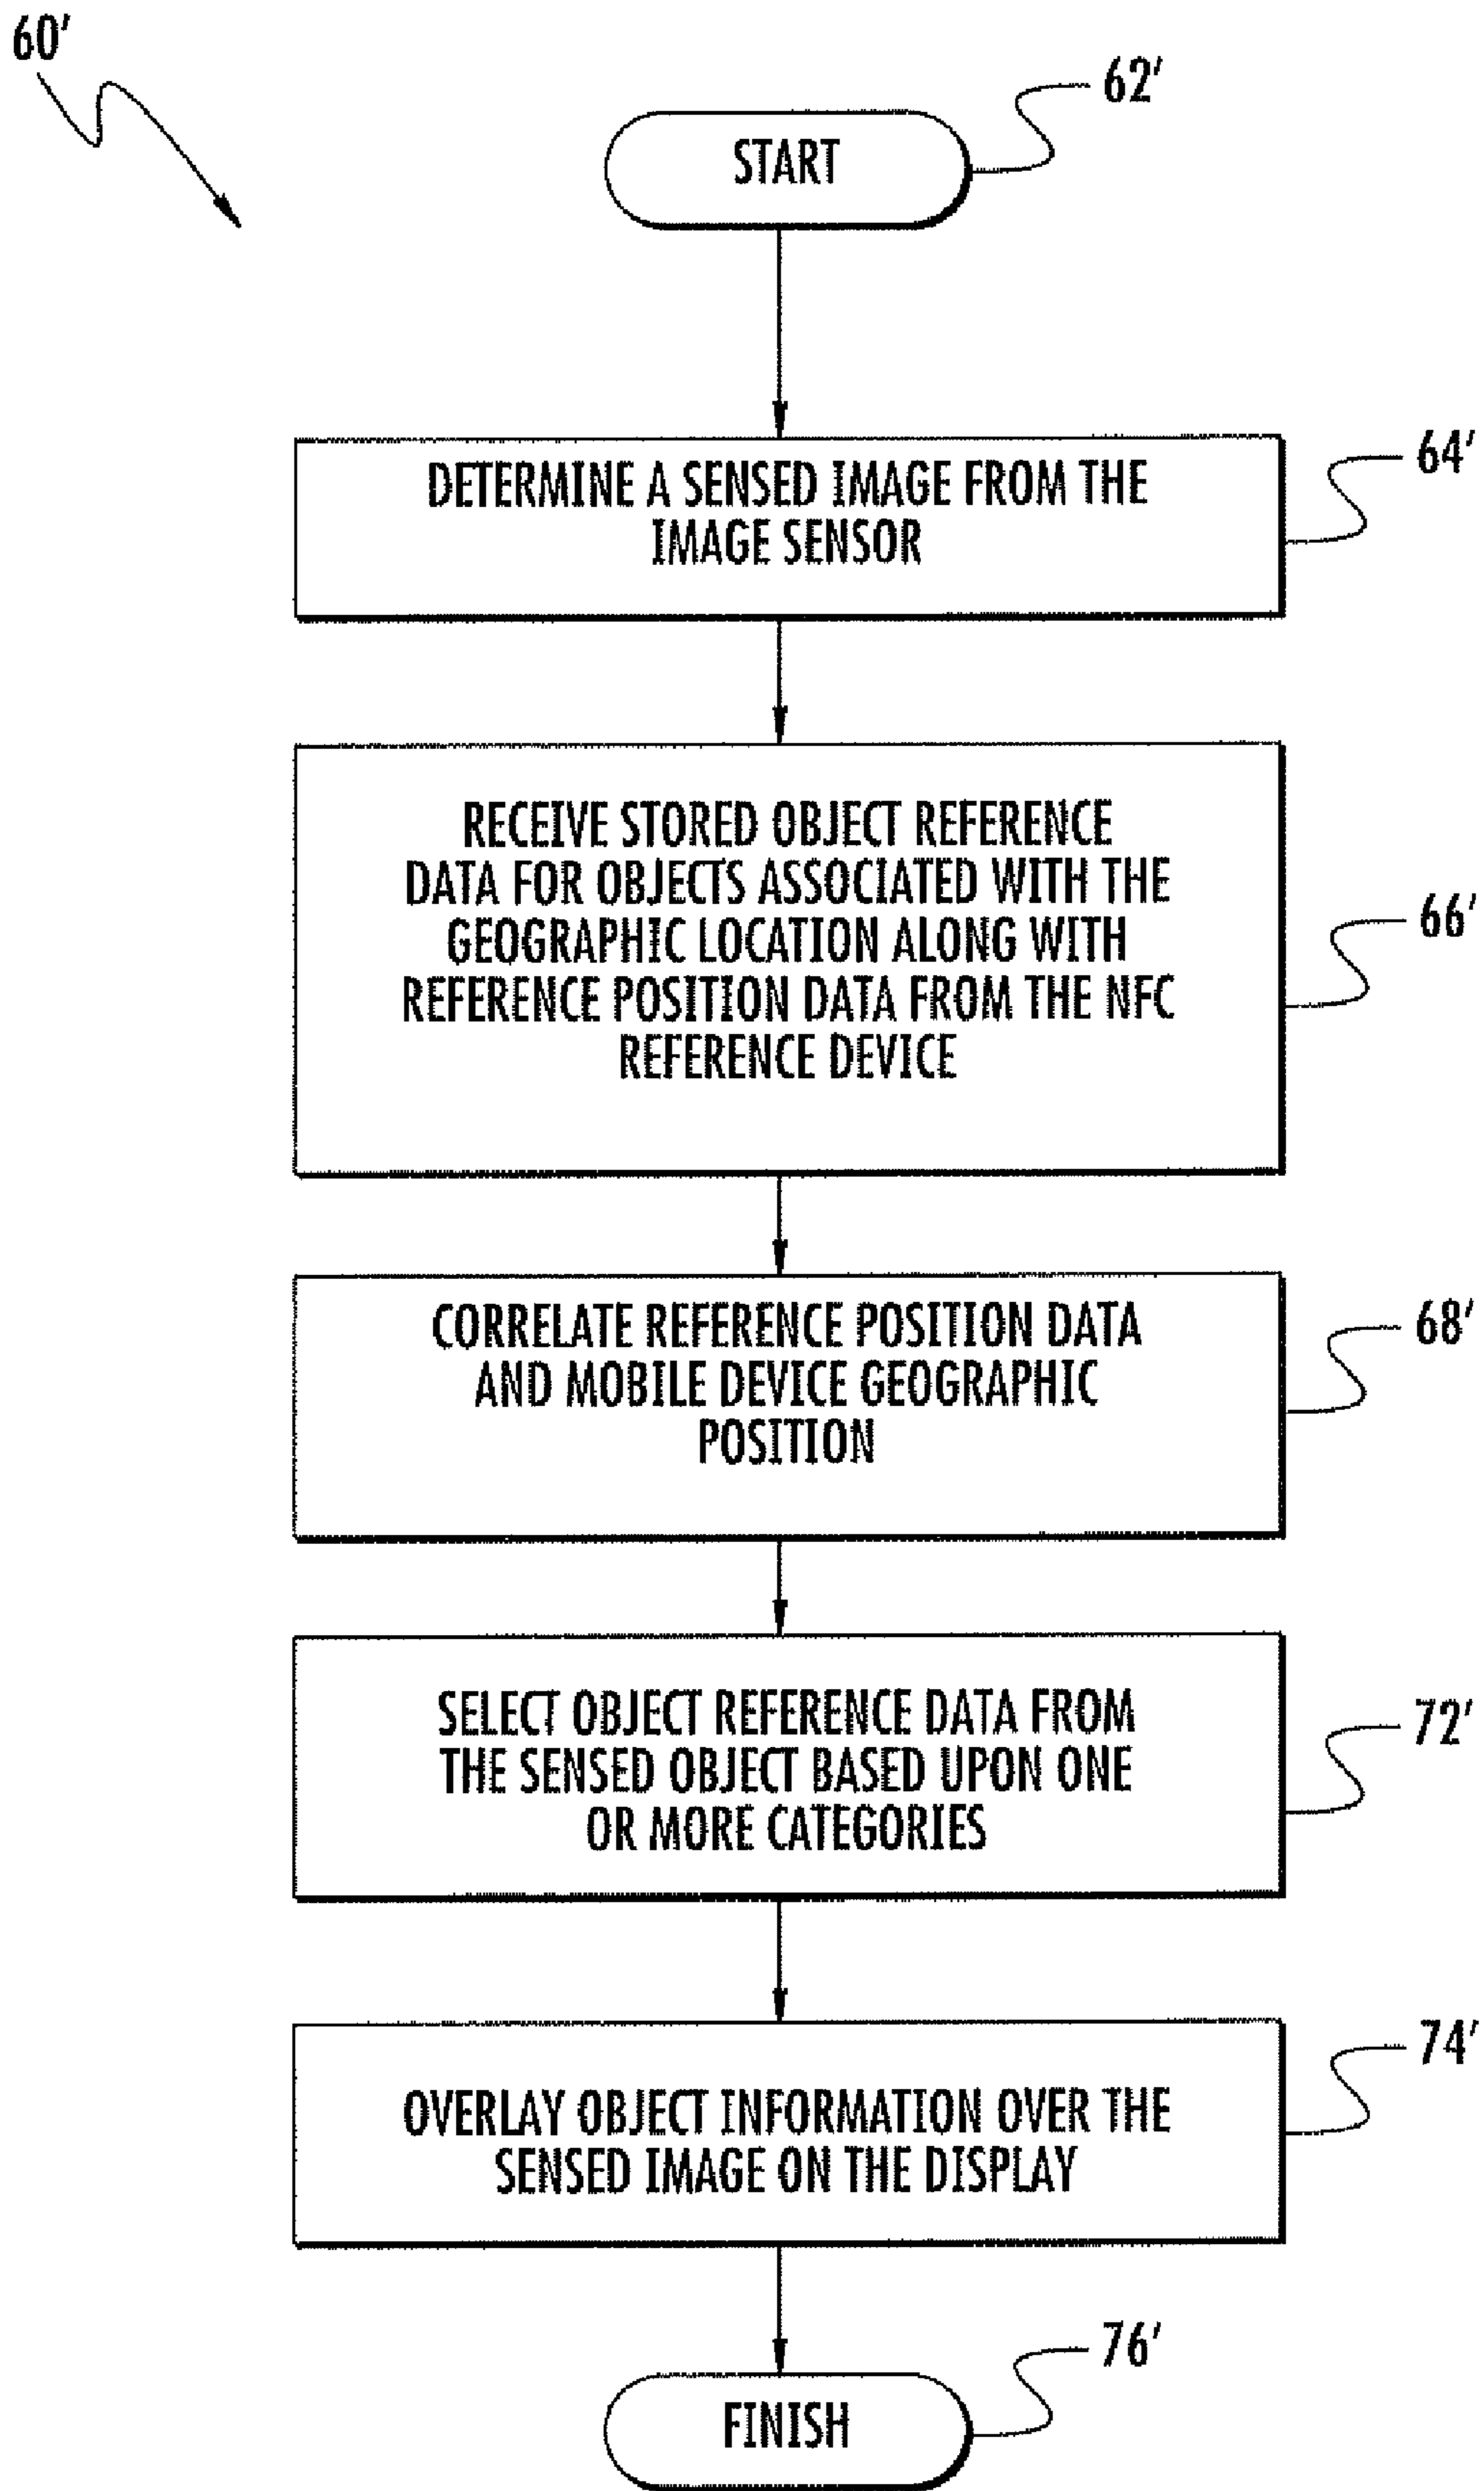 60'
62'
START
64'
DETERMINE A SENSED IMAGE FROM THE
IMAGE SENSOR
66'
RECEIVE STORED OBJECT REFERENCE
DATA FOR OBJECTS ASSOCIATED WITH THE
GEOGRAPHIC LOCATION ALONG WITH
REFERENCE POSITION DATA FROM THE NFC
REFERENCE DEVICE
68'
CORRELATE REFERENCE POSITION DATA
AND MOBILE DEVICE GEOGRAPHIC
POSITION
72'
SELECT OBJECT REFERENCE DATA FROM
THE SENSED OBJECT BASED UPON ONE
OR MORE CATEGORIES
74'
OVERLAY OBJECT INFORMATION OVER THE
SENSED IMAGE ON THE DISPLAY
76'
FINISH